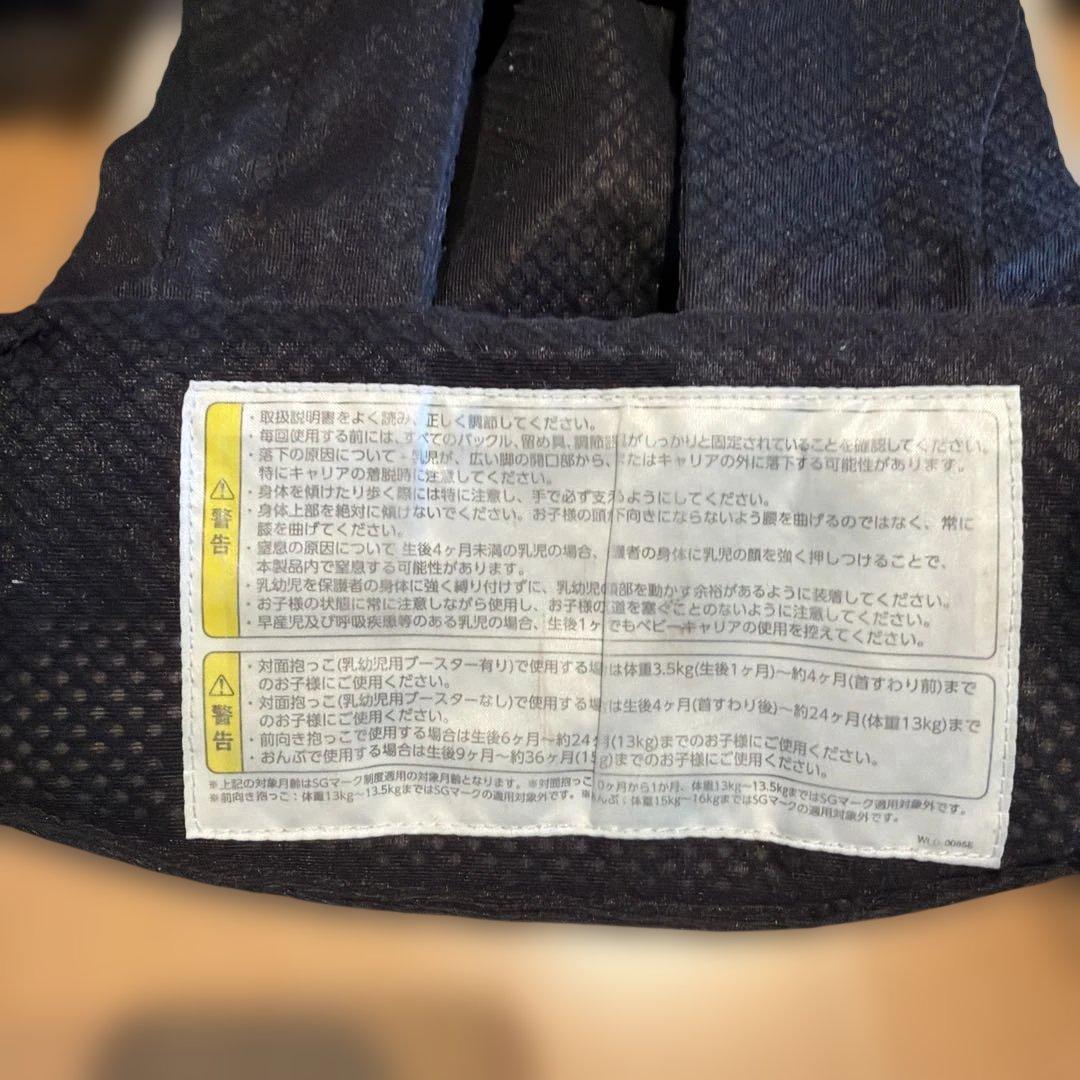 警告
・取扱説明書をよく読み、正しく調節してください。
・毎回使用する前には、すべてのバックル、留め具、調節 がしっかりと固定されていることを確認してください。
・落下の原因について - 乳児が、広い脚の開口部から、またはキャリアの外に落下する可能性があります。
特にキャリアの着脱時に注意してください。
・身体を傾けたり歩く際には特に注意し、手で必ず支えるようにしてください。
・身体上部を絶対に傾けないでください。お子様の頭 下向きにならないよう腰を曲げるのではなく、常に
膝を曲げてください。
・窒息の原因について 生後4ヶ月未満の乳児の場合、 護者の身体に乳児の顔を強く押しつけることで、
本製品内で窒息する可能性があります。
・乳幼児を保護者の身体に強く縛り付けずに、乳幼児 頭部を動かす余裕があるように装着してください。
・お子様の状態に常に注意しながら使用し、お子様の 道を塞ぐことのないように注意してください。
・早産児及び呼吸疾患等のある乳児の場合、生後1ヶ でもベビーキャリアの使用を控えてください。
警告
・対面抱っこ(乳幼児用ブースター有り)で使用する場 は体重3.5kg(生後1ヶ月)〜約4ヶ月(首すわり前)まで
のお子様にご使用ください。
・対面抱っこ(乳幼児用ブースターなし)で使用する場 は生後4ヶ月(首すわり後)〜約24ヶ月(体重13kg)まで
のお子様にご使用ください。
・前向き抱っこで使用する場合は生後6ヶ月〜約24 月(13kg)までのお子様にご使用ください。
・おんぶで使用する場合は生後9ヶ月〜約36ヶ月(15 g)までのお子様にご使用ください。
※上記の対象月齢はSGマーク制度適用の対象月齢となります。 ※対面抱っこ 0ヶ月から1か月、体重13kg〜13.5kgまではSGマーク適用対象外です。
※前向き抱っこ：体重13kg〜13.5kgまではSGマークの適用対象外です。※おんぶ：体重15kg〜16kgまではSGマークの適用対象外です。